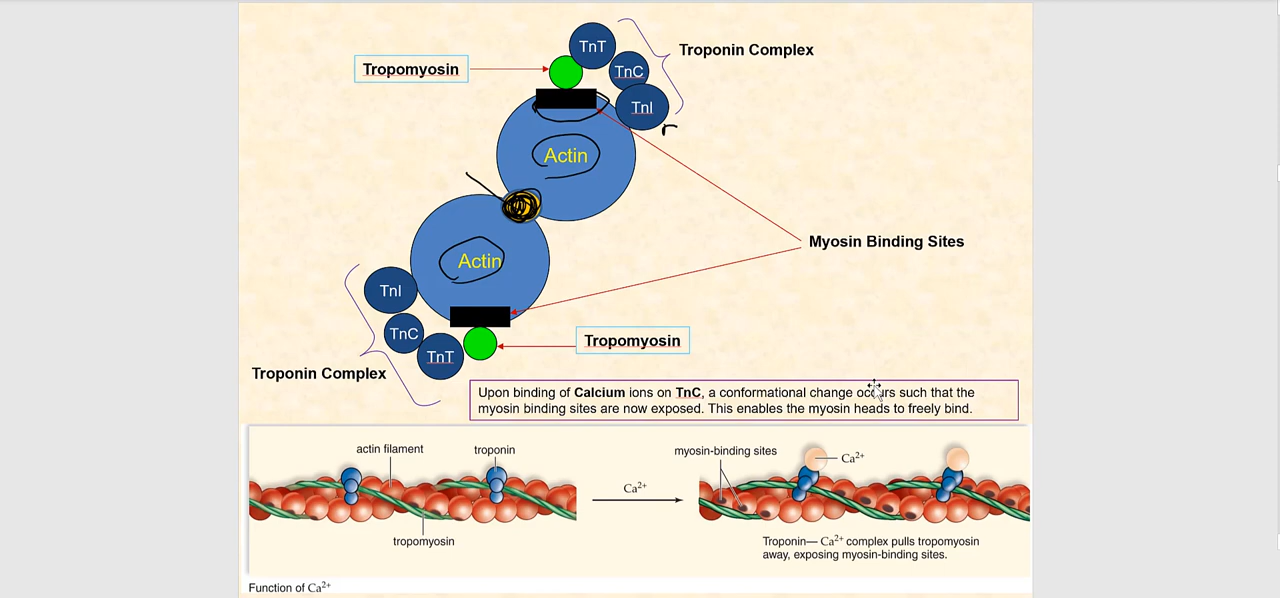 TnT
Troponin Complex
Tropomyosin
TnC
TnI
r
Actin
Myosin Binding Sites
Actin
TnI
TnC
TnT
Tropomyosin
Troponin Complex
Upon binding of Calcium ions on TnC, a conformational change occurs such that the
myosin binding sites are now exposed. This enables the myosin heads to freely bind.
actin filament
troponin
myosin-binding sites
Ca²⁺
Ca²⁺
tropomyosin
Troponin— Ca²⁺ complex pulls tropomyosin
away, exposing myosin-binding sites.
Function of Ca²⁺